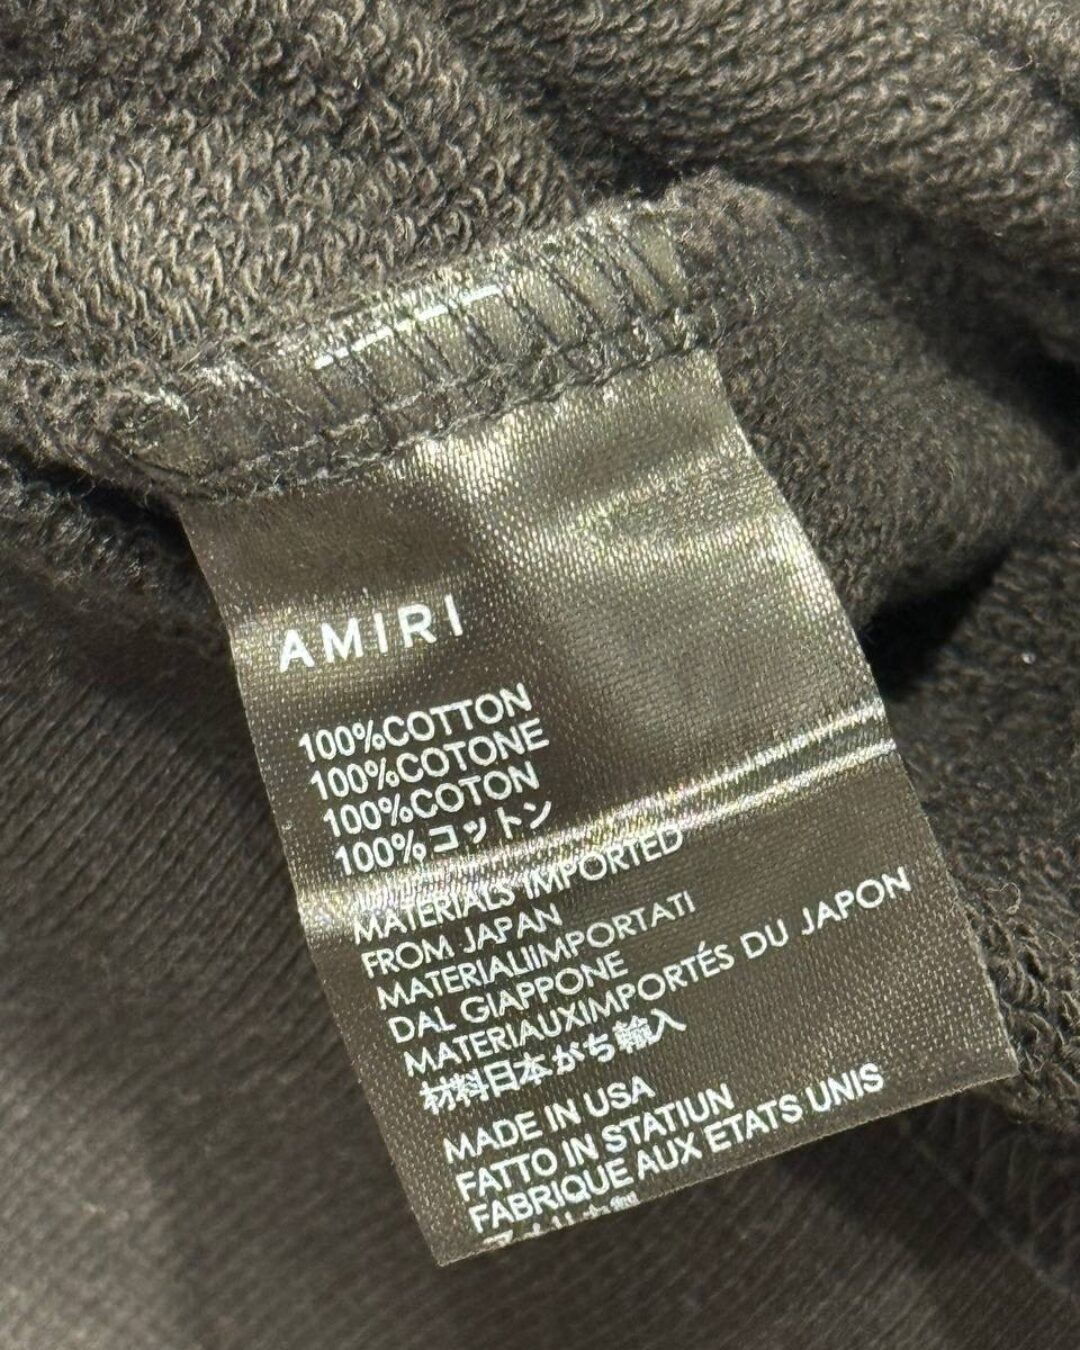 AMIRI
100%COTTON
100%COTONE
100%COTON
100%コットン
MATERIALS IMPORTED
FROM JAPAN
MATERIALIIMPORTATI
DAL GIAPPONE
MATERIAUXIMPORTÉS DU JAPON
材料日本がち輸入
MADE IN USA
FATTO IN STATIUN
FABRIQUE AUX ETATS UNIS